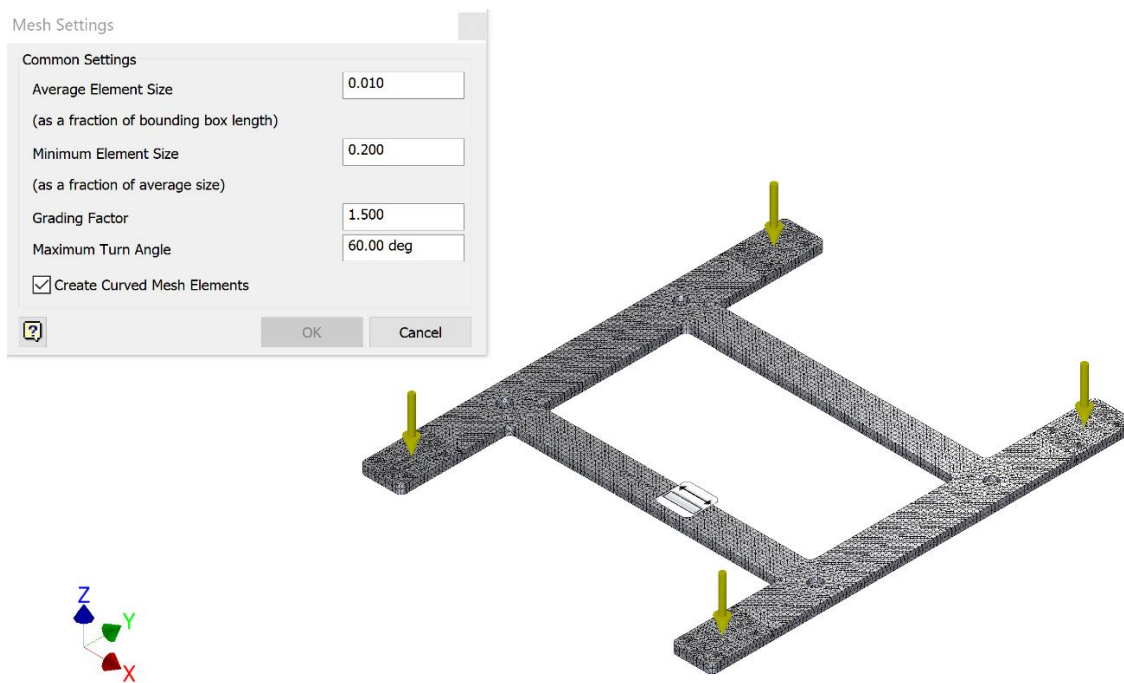 Mesh Settings
Common Settings
Average Element Size 0.010
(as a fraction of bounding box length)
Minimum Element Size 0.200
(as a fraction of average size)
Grading Factor 1.500
Maximum Turn Angle 60.00 deg
Create Curved Mesh Elements
? OK Cancel
Z
Y
X